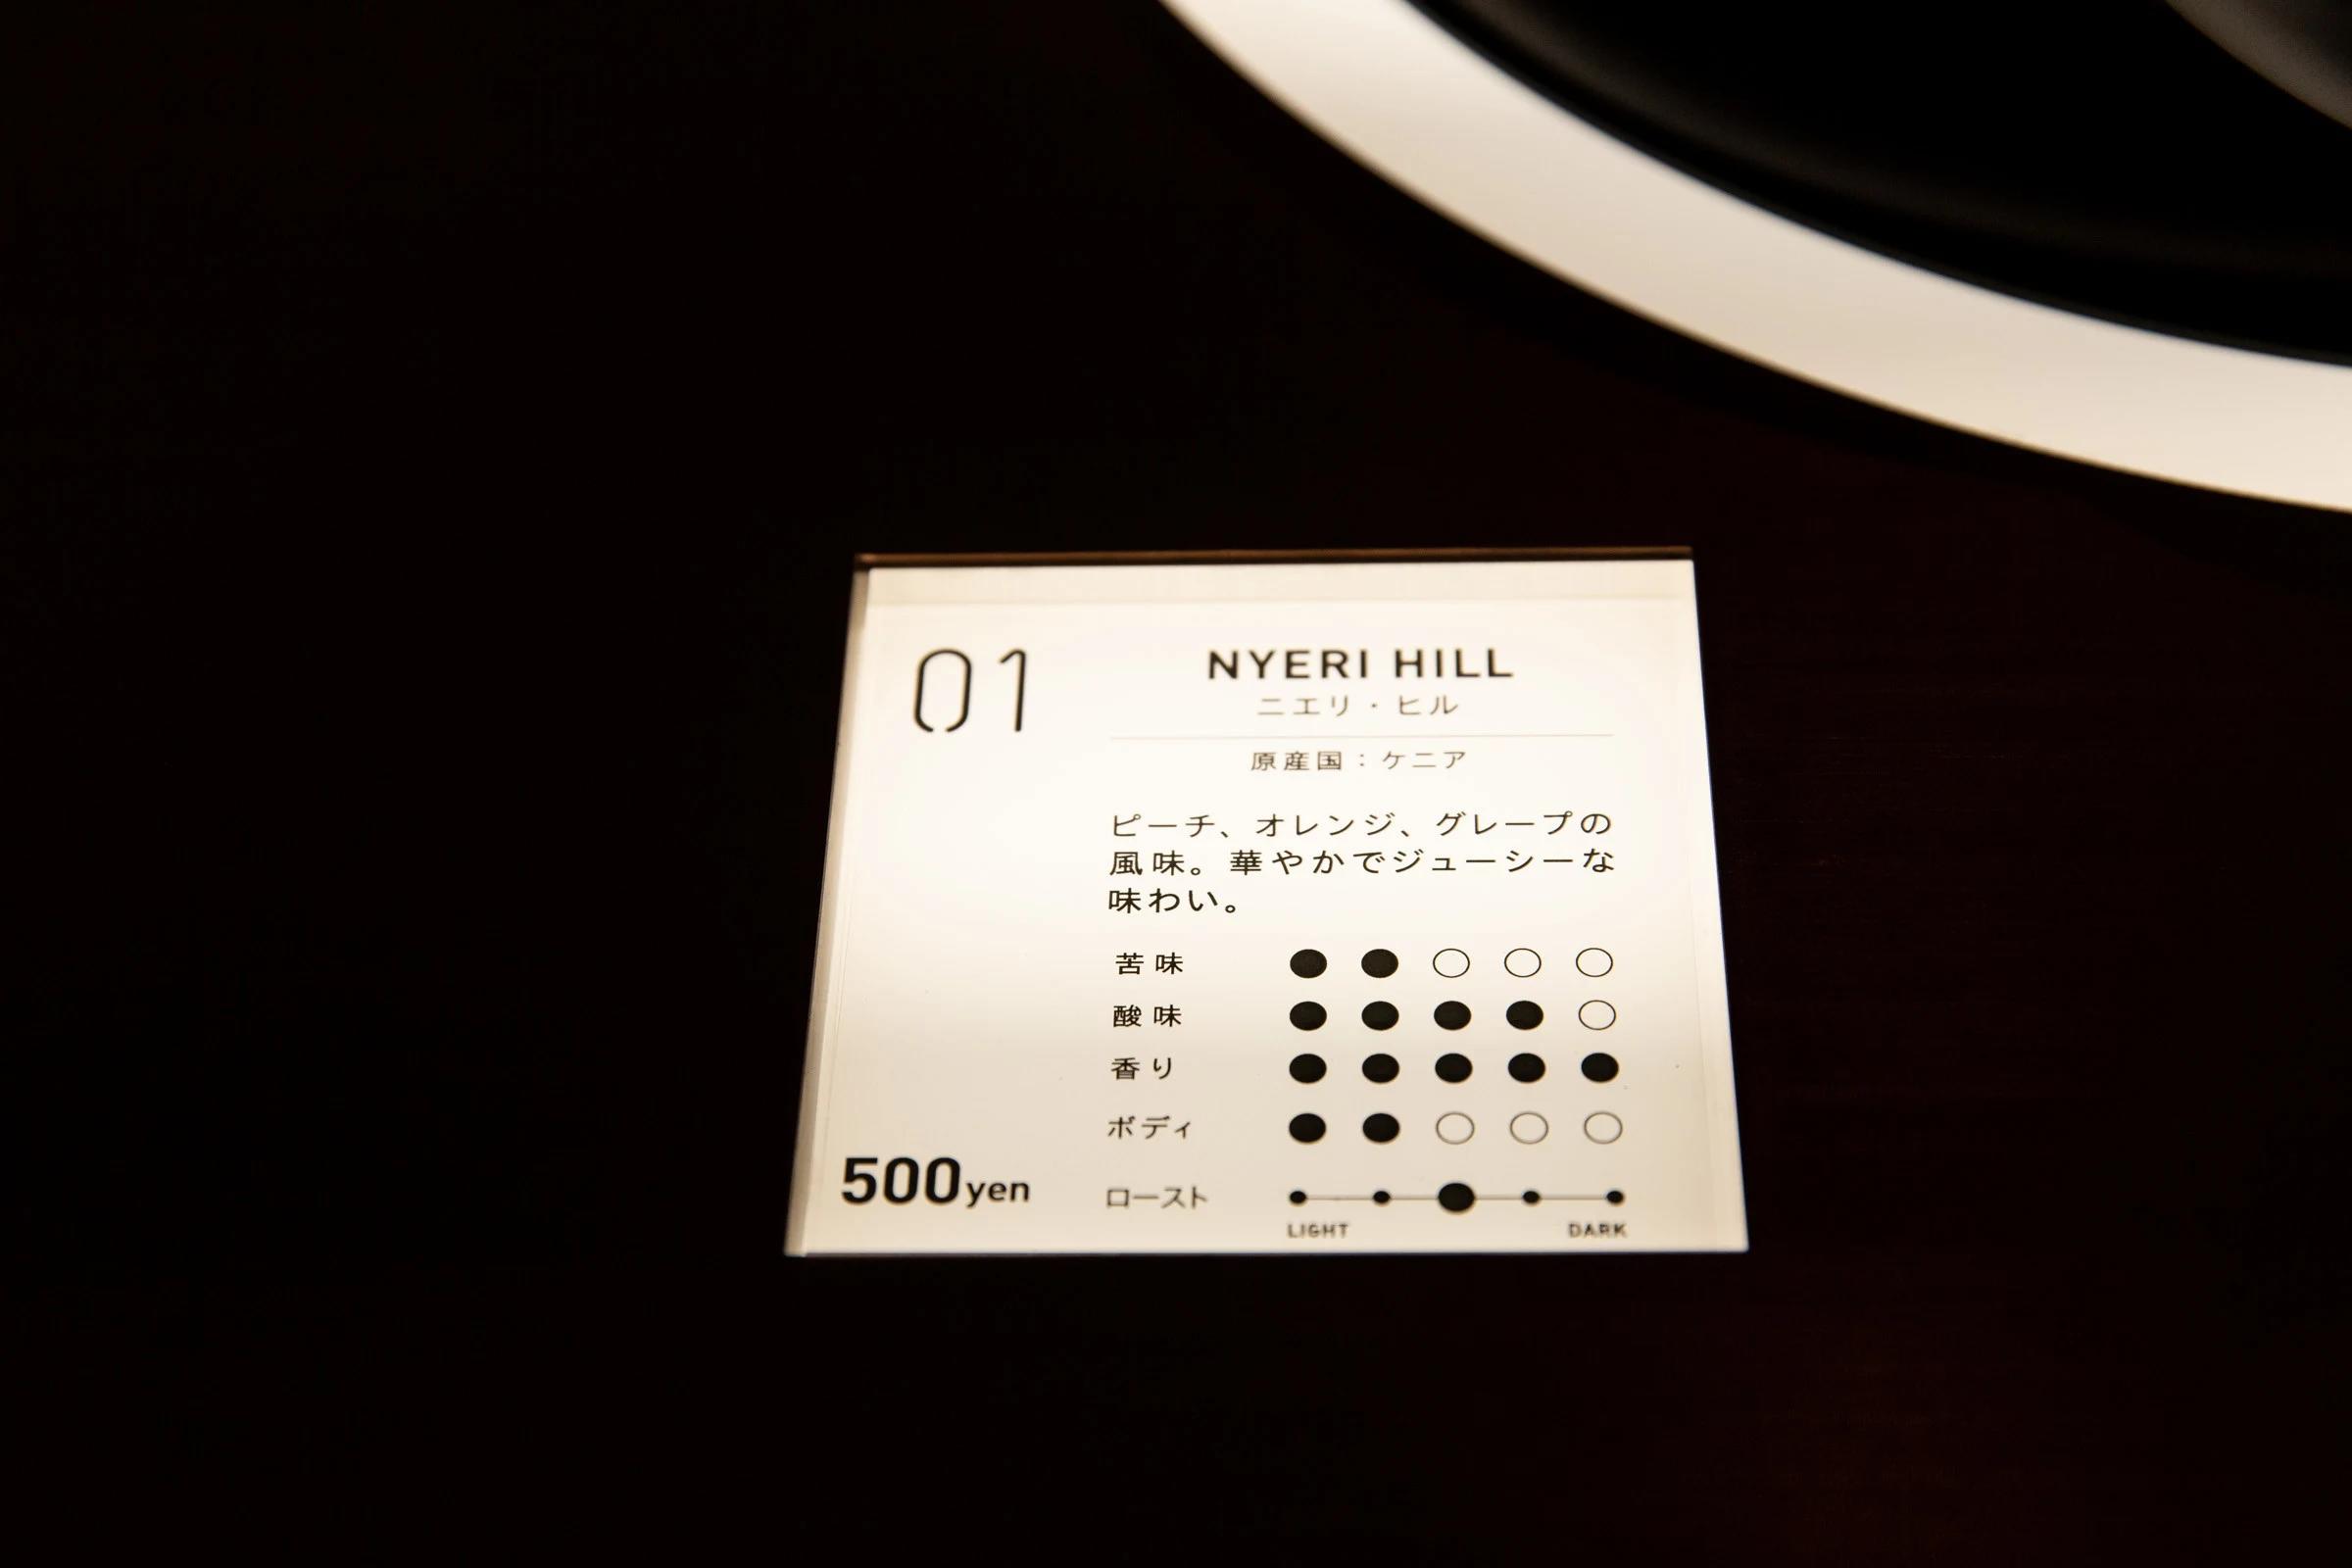 01
NYERI HILL
ニエリ・ヒル
原産国：ケニア
ピーチ、オレンジ、グレープの
風味。華やかでジューシーな
味わい。
苦味
酸味
香り
ボディ
ロースト
LIGHT DARK
500yen